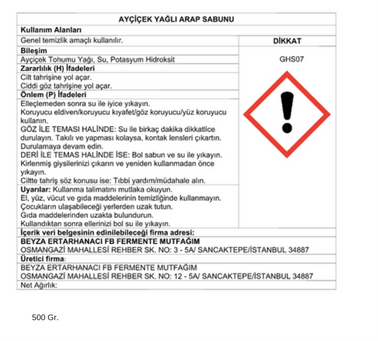 AYÇİÇEK YAĞLI ARAP SABUNU
Kullanım Alanları
Genel temizlik amaçlı kullanılır.
DİKKAT
Bileşim
Ayçiçek Tohumu Yağı, Su, Potasyum Hidroksit
GHS07
Zararlılık (H) İfadeleri
Cilt tahrişine yol açar.
Ciddi göz tahrişine yol açar.
Önlem (P) İfadeleri
Elleçlemeden sonra su ile iyice yıkayın.
Koruyucu eldiven/koruyucu kıyafet/göz koruyucu/yüz koruyucu
kullanın.
GÖZ İLE TEMASI HALİNDE: Su ile birkaç dakika dikkatlice
durulayın. Takılı ve yapması kolaysa, kontak lensleri çıkartın.
Durulamaya devam edin.
DERİ İLE TEMAS HALİNDE İSE: Bol sabun ve su ile yıkayın.
Kirlenmiş giysilerinizi çıkarın ve yeniden kullanmadan önce
yıkayın.
Ciltte tahriş söz konusu ise: Tıbbi yardım/müdahale alın.
Uyarılar: Kullanma talimatını mutlaka okuyun.
El, yüz, vücut ve gıda maddelerinin temizliğinde kullanmayın.
Çocukların ulaşabileceği yerlerden uzak tutun.
Gıda maddelerinden uzakta bulundurun.
Kullandıktan sonra ellerinizi bol su ile yıkayın.
İçerik veri belgesinin edinilebileceği firma adresi:
BEYZA ERTARHANACI FB FERMENTE MUTFAĞIM
OSMANGAZİ MAHALLESİ REHBER SK. NO: 3 - 5A/ SANCAKTEPE/İSTANBUL 34887
Üretici firma:
BEYZA ERTARHANACI FB FERMENTE MUTFAĞIM
OSMANGAZİ MAHALLESİ REHBER SK. NO: 12 - 5A/ SANCAKTEPE/İSTANBUL 34887
Net Ağırlık:
500 Gr.